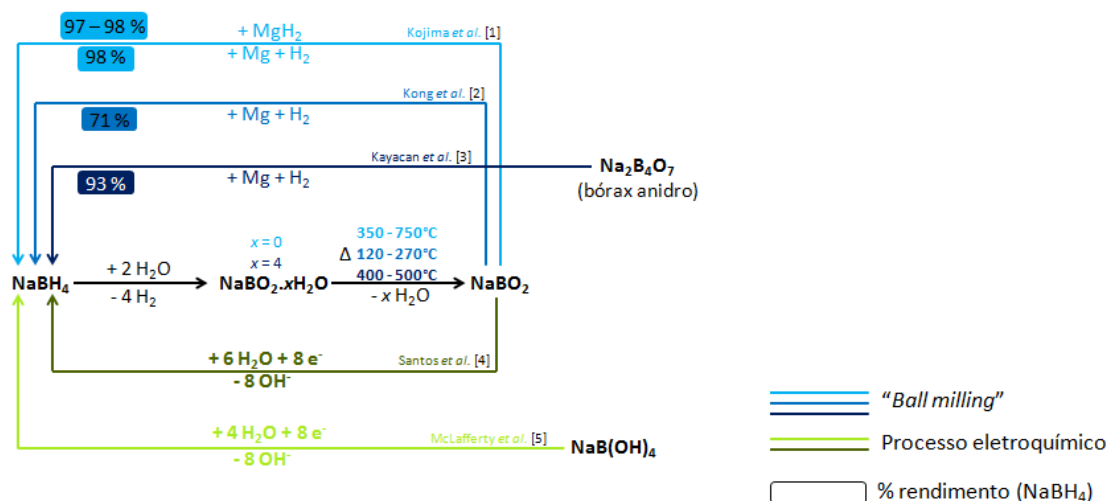 97 – 98 %
+ MgH₂
Kojima et al. [1]
98 %
+ Mg + H₂
Kong et al. [2]
71 %
+ Mg + H₂
Kayacan et al. [3]
93 %
+ Mg + H₂
Na₂B₄O₇
(bórax anidro)
x = 0
x = 4
350 - 750°C
Δ 120 - 270°C
400 - 500°C
NaBH₄
+ 2 H₂O
- 4 H₂
NaBO₂.xH₂O
- x H₂O
NaBO₂
+ 6 H₂O + 8 e⁻
Santos et al. [4]
- 8 OH⁻
+ 4 H₂O + 8 e⁻
McLafferty et al. [5]
- 8 OH⁻
NaB(OH)₄
“Ball milling”
Processo eletroquímico
% rendimento (NaBH₄)